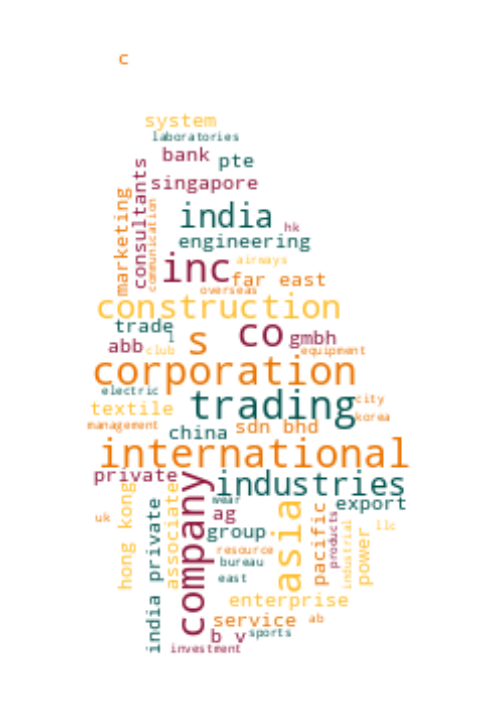 c
system
laboratories
bank pte
singapore
consultants
marketing
communication
india
hk
engineering
airways
inc
far east
overseas
construction
trade
l
s
co
gmbh
abb
club
equipment
corporation
electric
trading
city
textile
korea
management
china
sdn bhd
international
private
industries
company
hong kong
associate
india private
wear
export
uk
ag
asia
pacific
products
industrial
llc
power
group
resource
bureau
east
enterprise
service
ab
b v
sports
investment